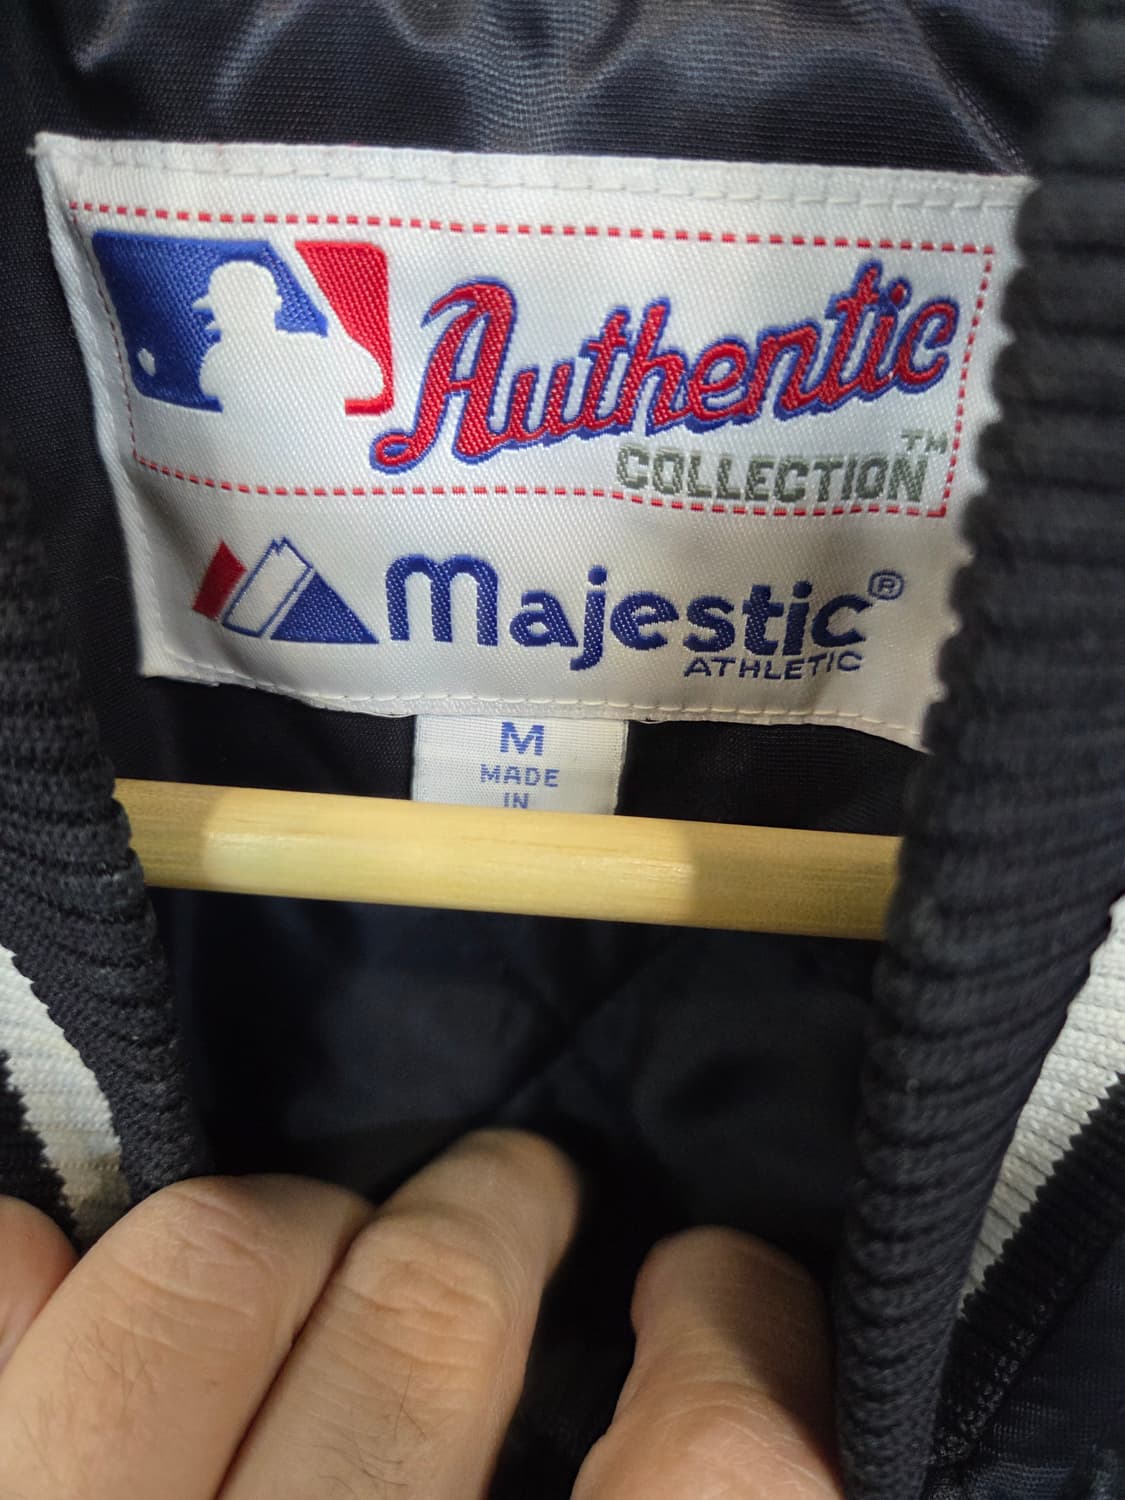 Authentic
COLLECTION™
Majestic®
ATHLETIC
M
MADE
IN